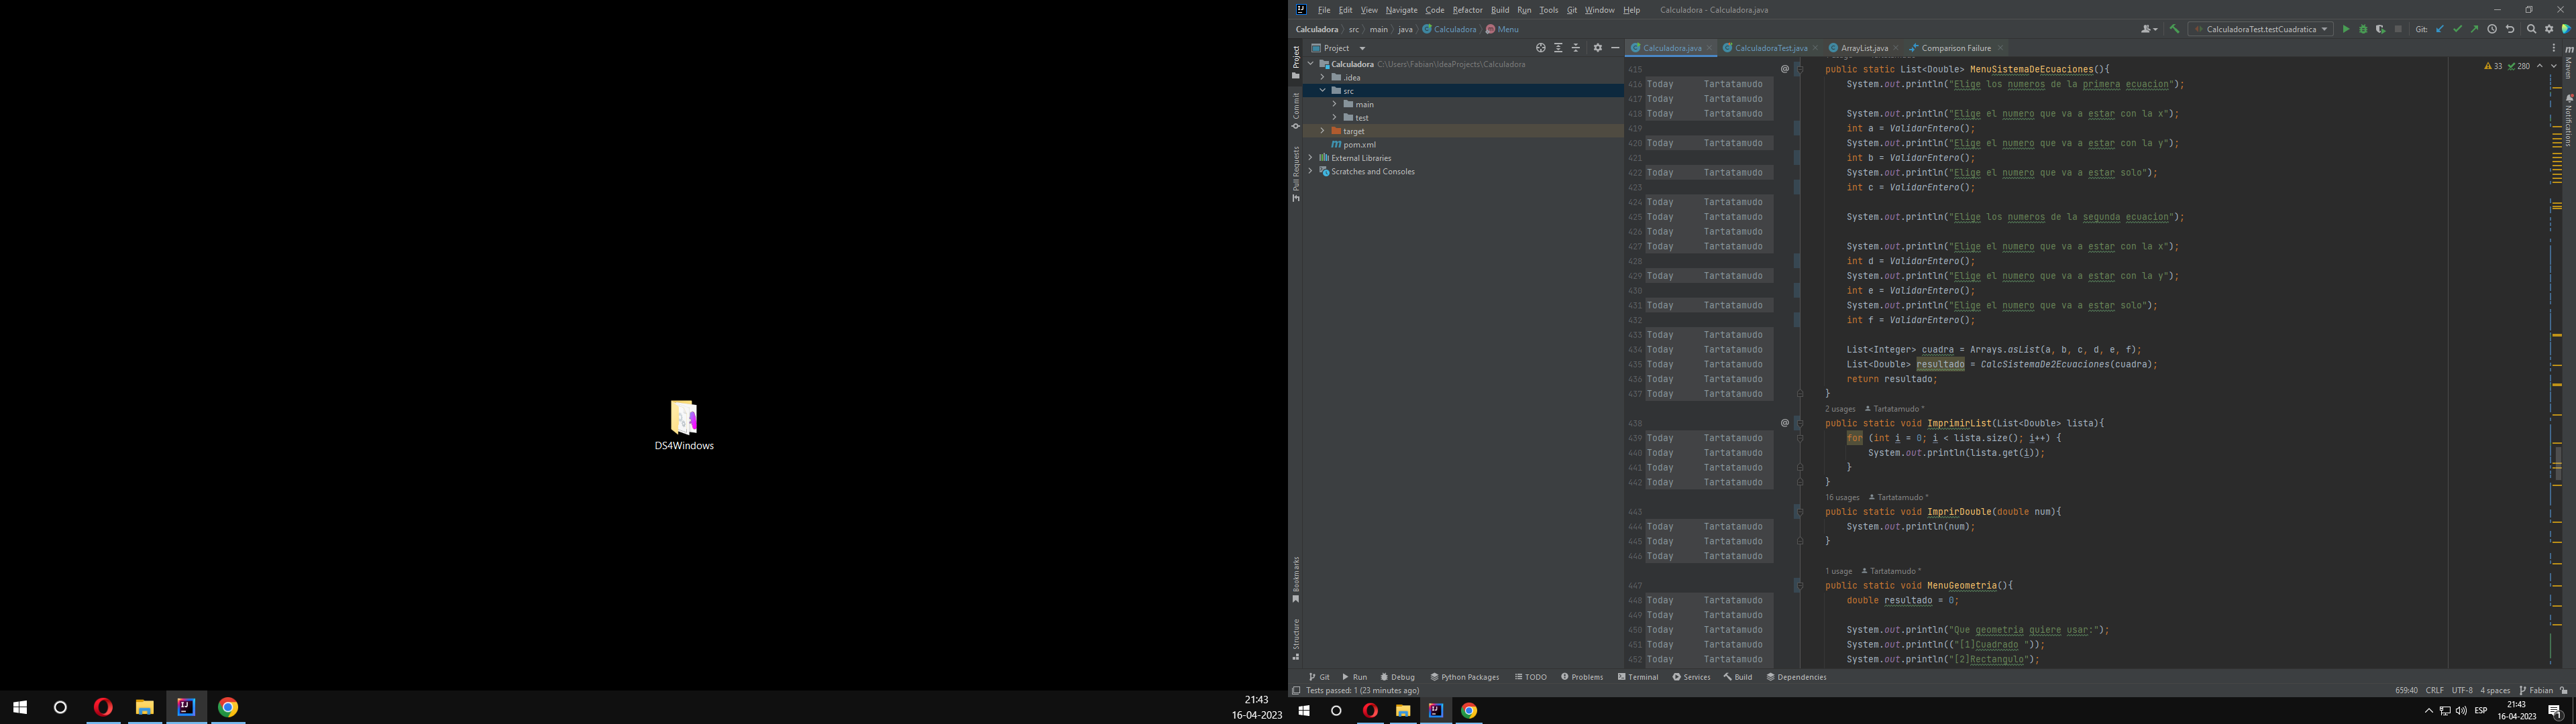 DS4Windows
21:43
16-04-2023
File Edit View Navigate Code Refactor Build Run Tools Git Window Help Calculadora - Calculadora.java
Calculadora src main java Calculadora Menu CalculadoraTest.testCuadratica Git:
Project Calculadora.java CalculadoraTest.java ArrayList.java Comparison Failure
Project
Commit
Pull Requests
Bookmarks
Structure
Calculadora C:\Users\Fabian\IdeaProjects\Calculadora
.idea
src
main
test
target
pom.xml
External Libraries
Scratches and Consoles
33 280
Maven
Notifications
415 public static List<Double> MenuSistemaDeEcuaciones(){
416 Today Tartatamudo System.out.println("Elige los numeros de la primera ecuacion");
417 Today Tartatamudo
418 Today Tartatamudo System.out.println("Elige el numero que va a estar con la x");
419 int a = ValidarEntero();
420 Today Tartatamudo System.out.println("Elige el numero que va a estar con la y");
421 int b = ValidarEntero();
422 Today Tartatamudo System.out.println("Elige el numero que va a estar solo");
423 int c = ValidarEntero();
424 Today Tartatamudo
425 Today Tartatamudo System.out.println("Elige los numeros de la segunda ecuacion");
426 Today Tartatamudo
427 Today Tartatamudo System.out.println("Elige el numero que va a estar con la x");
428 int d = ValidarEntero();
429 Today Tartatamudo System.out.println("Elige el numero que va a estar con la y");
430 int e = ValidarEntero();
431 Today Tartatamudo System.out.println("Elige el numero que va a estar solo");
432 int f = ValidarEntero();
433 Today Tartatamudo
434 Today Tartatamudo List<Integer> cuadra = Arrays.asList(a, b, c, d, e, f);
435 Today Tartatamudo List<Double> resultado = CalcSistemaDe2Ecuaciones(cuadra);
436 Today Tartatamudo return resultado;
437 Today Tartatamudo }
2 usages Tartatamudo *
438 public static void ImprimirList(List<Double> lista){
439 Today Tartatamudo for (int i = 0; i < lista.size(); i++) {
440 Today Tartatamudo System.out.println(lista.get(i));
441 Today Tartatamudo }
442 Today Tartatamudo }
16 usages Tartatamudo *
443 public static void ImprirDouble(double num){
444 Today Tartatamudo System.out.println(num);
445 Today Tartatamudo }
446 Today Tartatamudo
1 usage Tartatamudo *
447 public static void MenuGeometria(){
448 Today Tartatamudo double resultado = 0;
449 Today Tartatamudo
450 Today Tartatamudo System.out.println("Que geometria quiere usar:");
451 Today Tartatamudo System.out.println(("[1]Cuadrado "));
452 Today Tartatamudo System.out.println("[2]Rectangulo");
Git Run Debug Python Packages TODO Problems Terminal Services Build Dependencies
Tests passed: 1 (23 minutes ago) 659:40 CRLF UTF-8 4 spaces Fabian
ESP
21:43
16-04-2023
1